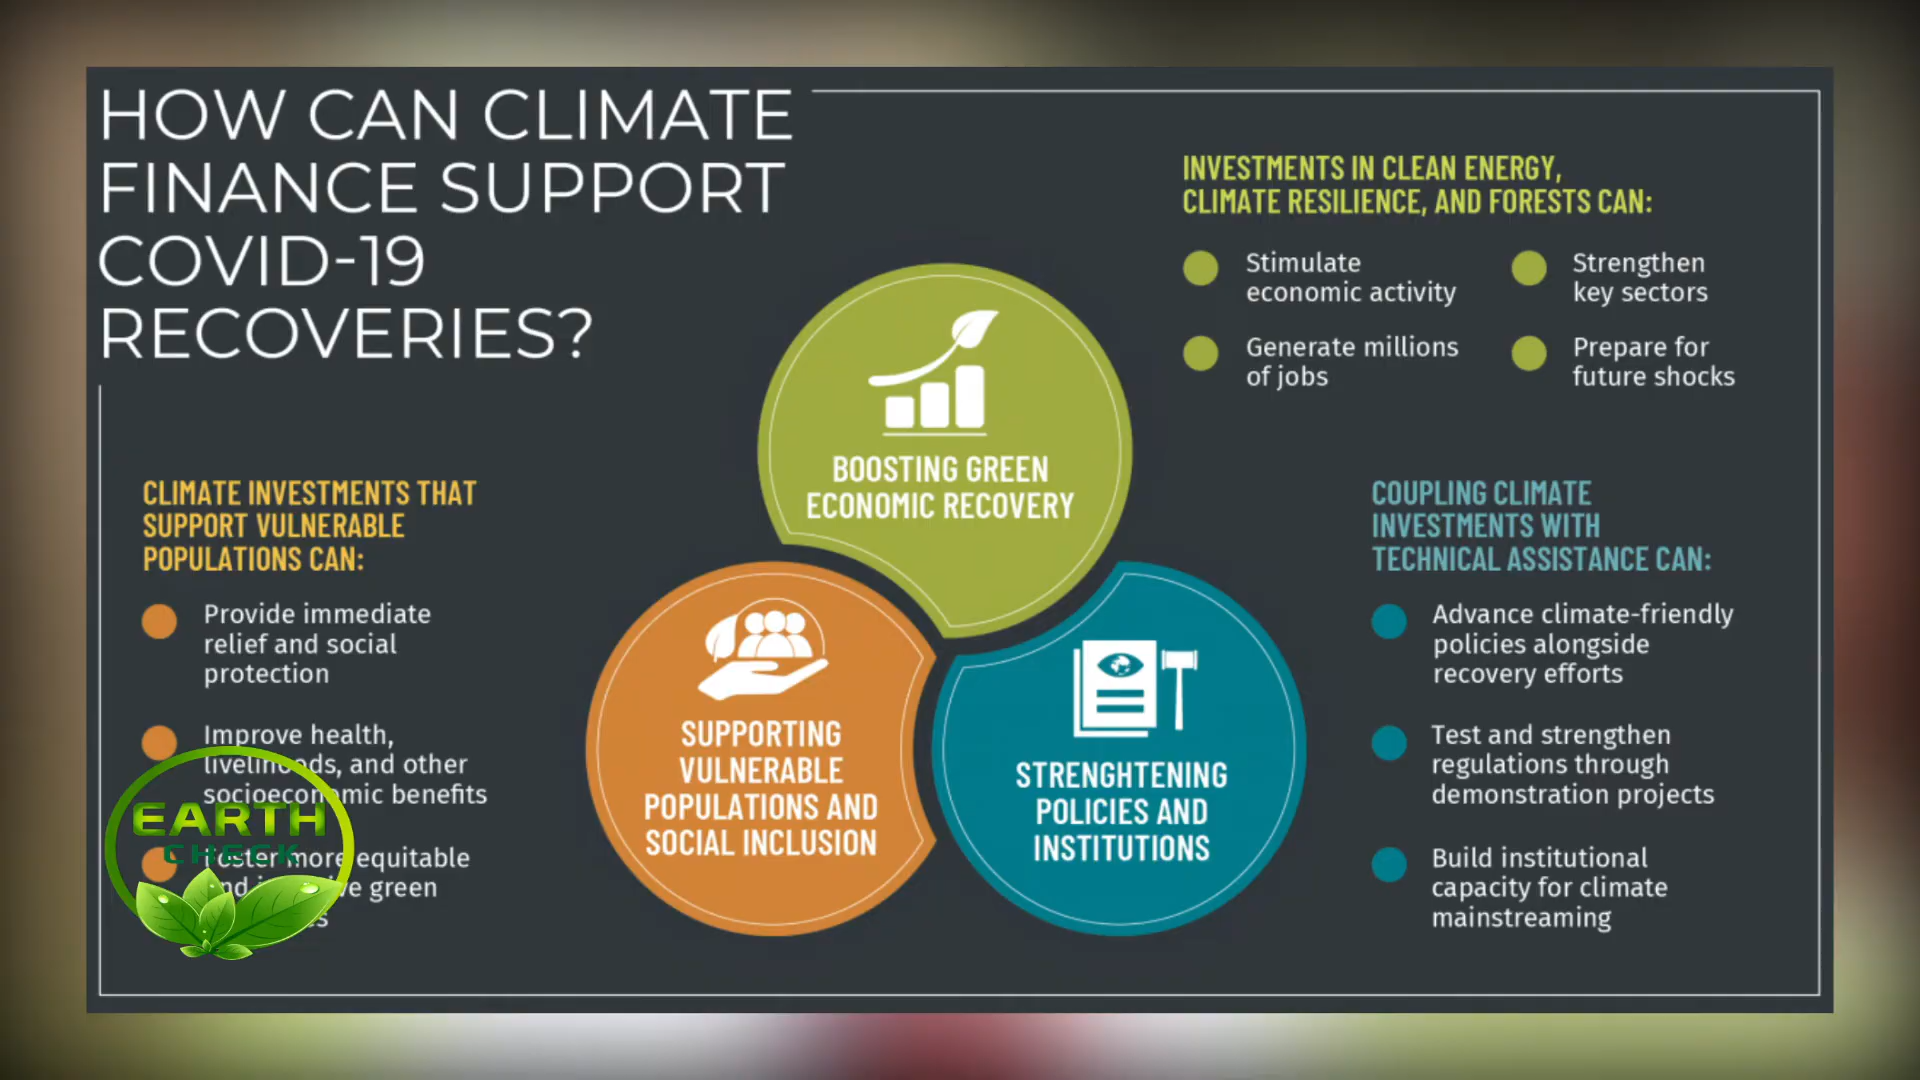 HOW CAN CLIMATE
FINANCE SUPPORT
COVID-19
RECOVERIES?
INVESTMENTS IN CLEAN ENERGY,
CLIMATE RESILIENCE, AND FORESTS CAN:
Stimulate
economic activity
Strengthen
key sectors
Generate millions
of jobs
Prepare for
future shocks
BOOSTING GREEN
ECONOMIC RECOVERY
CLIMATE INVESTMENTS THAT
SUPPORT VULNERABLE
POPULATIONS CAN:
Provide immediate
relief and social
protection
Improve health,
livelihoods, and other
socioeconomic benefits
Foster more equitable
green
SUPPORTING
VULNERABLE
POPULATIONS AND
SOCIAL INCLUSION
STRENGHTENING
POLICIES AND
INSTITUTIONS
COUPLING CLIMATE
INVESTMENTS WITH
TECHNICAL ASSISTANCE CAN:
Advance climate-friendly
policies alongside
recovery efforts
Test and strengthen
regulations through
demonstration projects
Build institutional
capacity for climate
mainstreaming
EARTH
CHECK